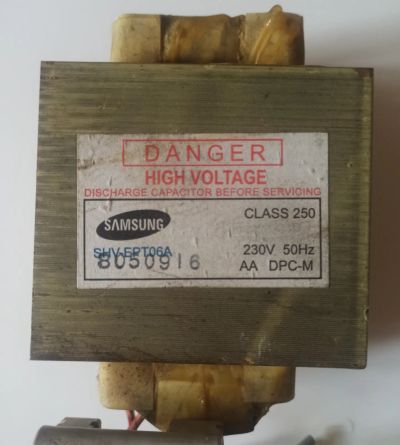 DANGER
HIGH VOLTAGE
DISCHARGE CAPACITOR BEFORE SERVICING
SAMSUNG
CLASS 250
SHV-EPT06A
230V 50Hz
8050916
AA DPC-M